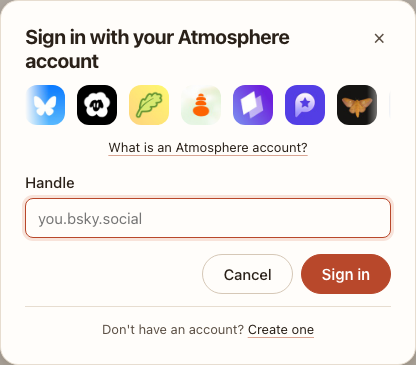 Sign in with your Atmosphere
account
What is an Atmosphere account?
Handle
you.bsky.social
Cancel
Sign in
Don't have an account? Create one